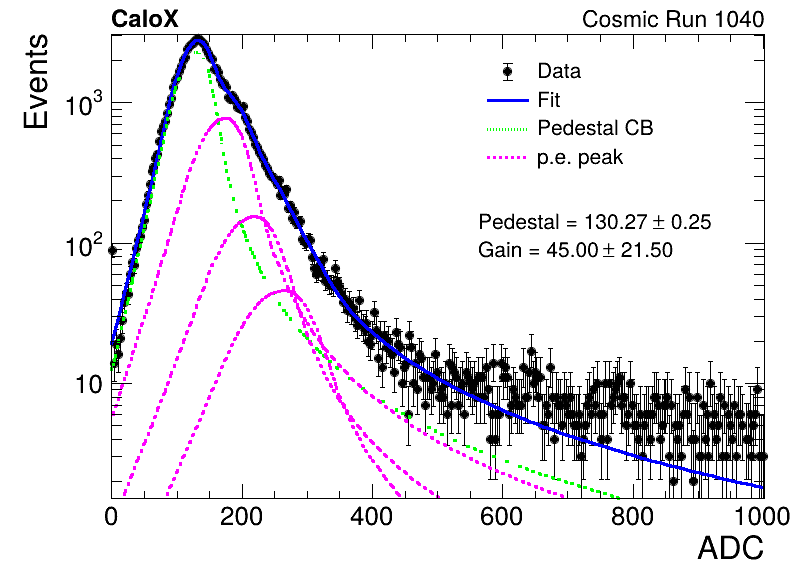 CaloX
Cosmic Run 1040
Events
10³
10²
10
Data
Fit
Pedestal CB
p.e. peak
Pedestal = 130.27 ± 0.25
Gain = 45.00 ± 21.50
0 200 400 600 800 1000
ADC